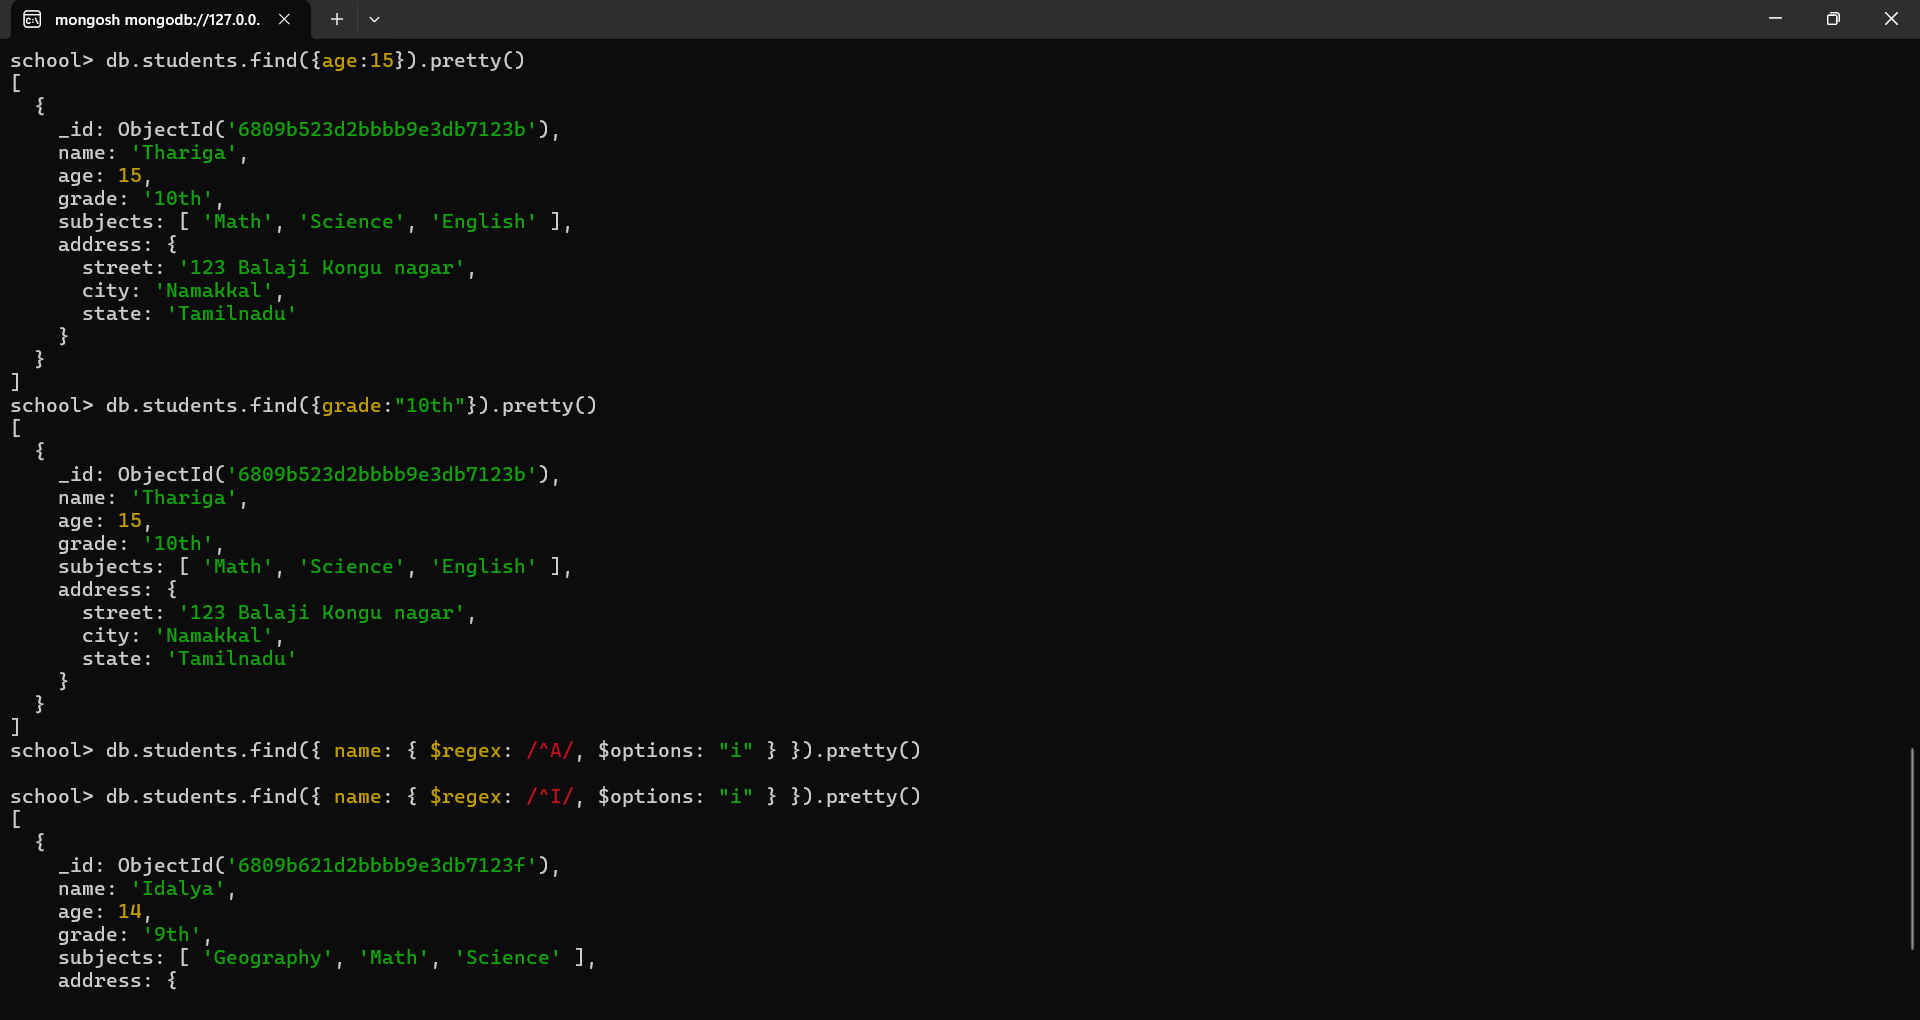 mongosh mongodb://127.0.0.
school> db.students.find({age:15}).pretty()
[
  {
    _id: ObjectId('6809b523d2bbbb9e3db7123b'),
    name: 'Thariga',
    age: 15,
    grade: '10th',
    subjects: [ 'Math', 'Science', 'English' ],
    address: {
      street: '123 Balaji Kongu nagar',
      city: 'Namakkal',
      state: 'Tamilnadu'
    }
  }
]
school> db.students.find({grade:"10th"}).pretty()
[
  {
    _id: ObjectId('6809b523d2bbbb9e3db7123b'),
    name: 'Thariga',
    age: 15,
    grade: '10th',
    subjects: [ 'Math', 'Science', 'English' ],
    address: {
      street: '123 Balaji Kongu nagar',
      city: 'Namakkal',
      state: 'Tamilnadu'
    }
  }
]
school> db.students.find({ name: { $regex: /^A/, $options: "i" } }).pretty()

school> db.students.find({ name: { $regex: /^I/, $options: "i" } }).pretty()
[
  {
    _id: ObjectId('6809b621d2bbbb9e3db7123f'),
    name: 'Idalya',
    age: 14,
    grade: '9th',
    subjects: [ 'Geography', 'Math', 'Science' ],
    address: {